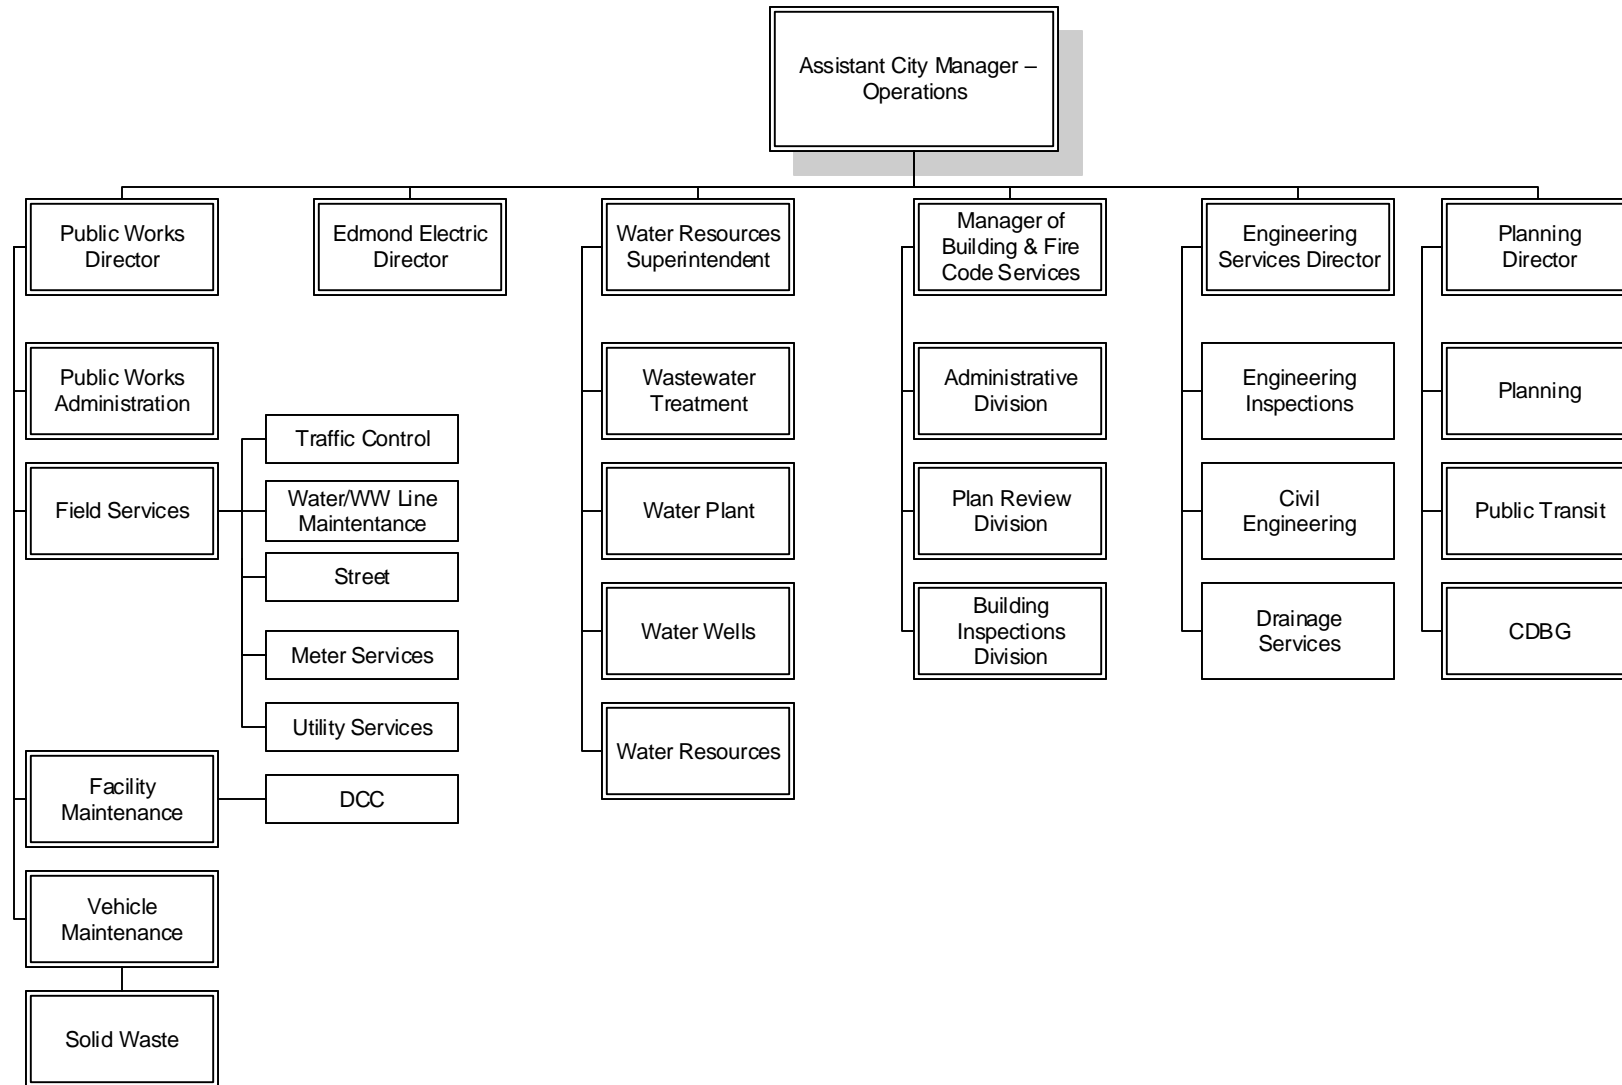 Assistant City Manager –
Operations
Public Works
Director
Edmond Electric
Director
Water Resources
Superintendent
Manager of
Building & Fire
Code Services
Engineering
Services Director
Planning
Director
Public Works
Administration
Field Services
Traffic Control
Water/WW Line
Maintentance
Street
Meter Services
Utility Services
Facility
Maintenance
DCC
Vehicle
Maintenance
Solid Waste
Wastewater
Treatment
Water Plant
Water Wells
Water Resources
Administrative
Division
Plan Review
Division
Building
Inspections
Division
Engineering
Inspections
Civil
Engineering
Drainage
Services
Planning
Public Transit
CDBG